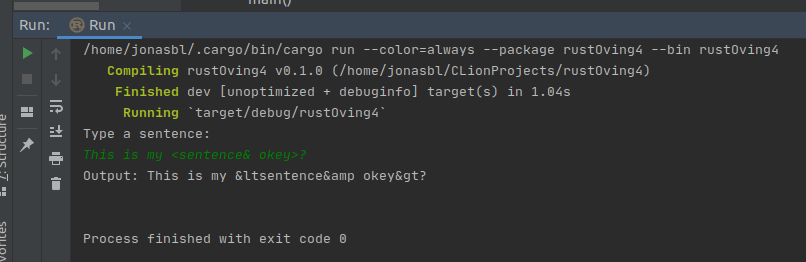 main()
Run: Run ×
/home/jonasbl/.cargo/bin/cargo run --color=always --package rustOving4 --bin rustOving4
Compiling rustOving4 v0.1.0 (/home/jonasbl/CLionProjects/rustOving4)
Finished dev [unoptimized + debuginfo] target(s) in 1.04s
Running `target/debug/rustOving4`
Type a sentence:
This is my <sentence& okey>?
Output: This is my &ltsentence&amp okey&gt?
Process finished with exit code 0
7: Structure
vorites